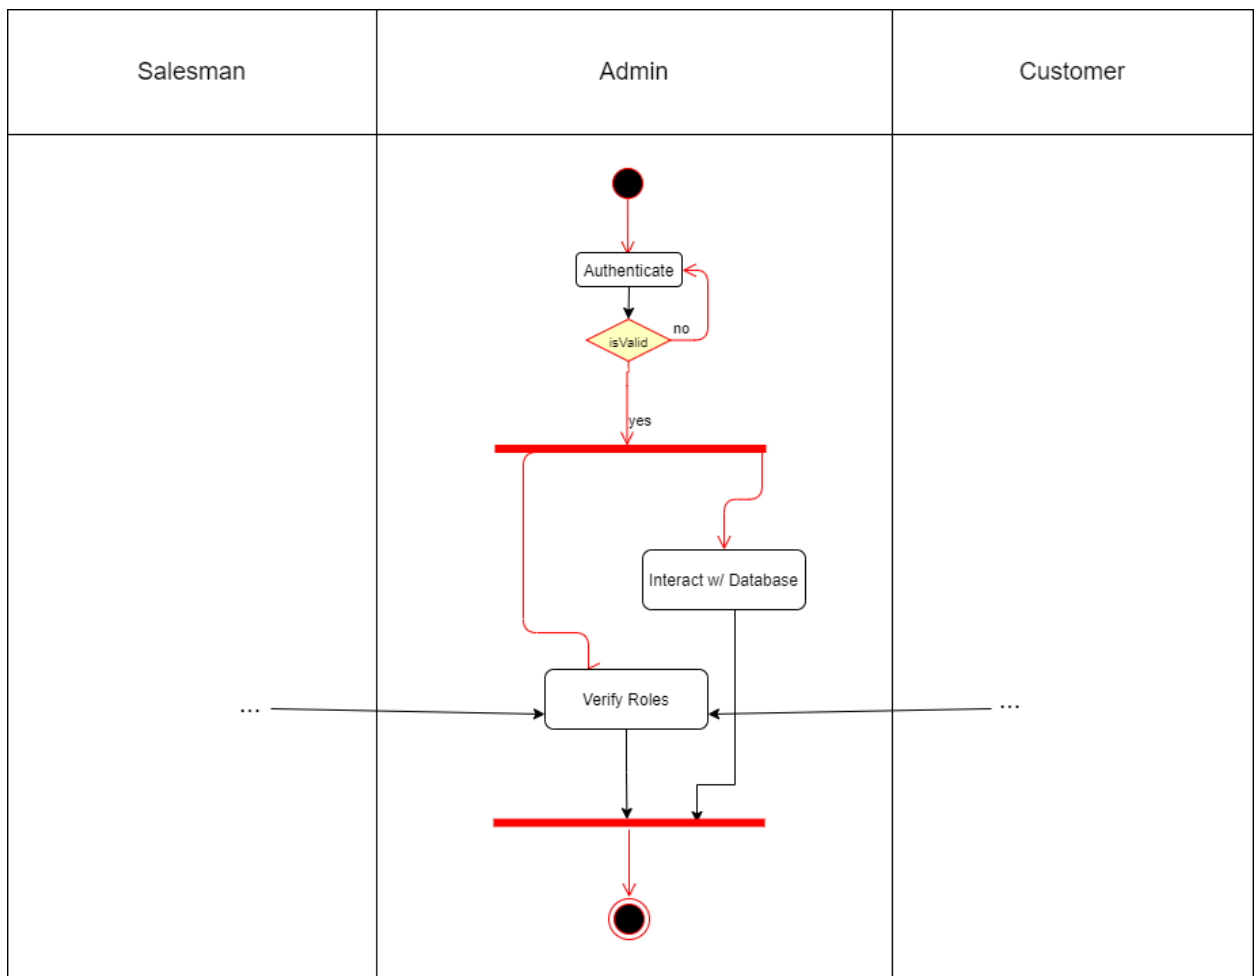 Salesman
Admin
Customer
Authenticate
no
isValid
yes
Interact w/ Database
Verify Roles
...
...